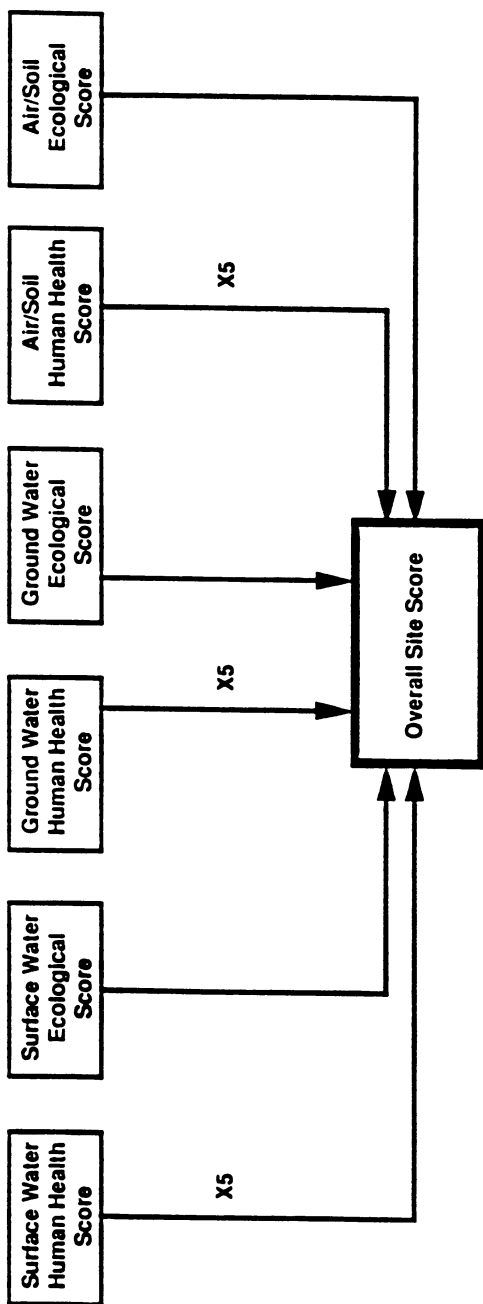 Surface Water
Human Health
Score
Surface Water
Ecological
Score
Ground Water
Human Health
Score
Ground Water
Ecological
Score
Air/Soil
Human Health
Score
Air/Soil
Ecological
Score
X5
X5
X5
Overall Site Score